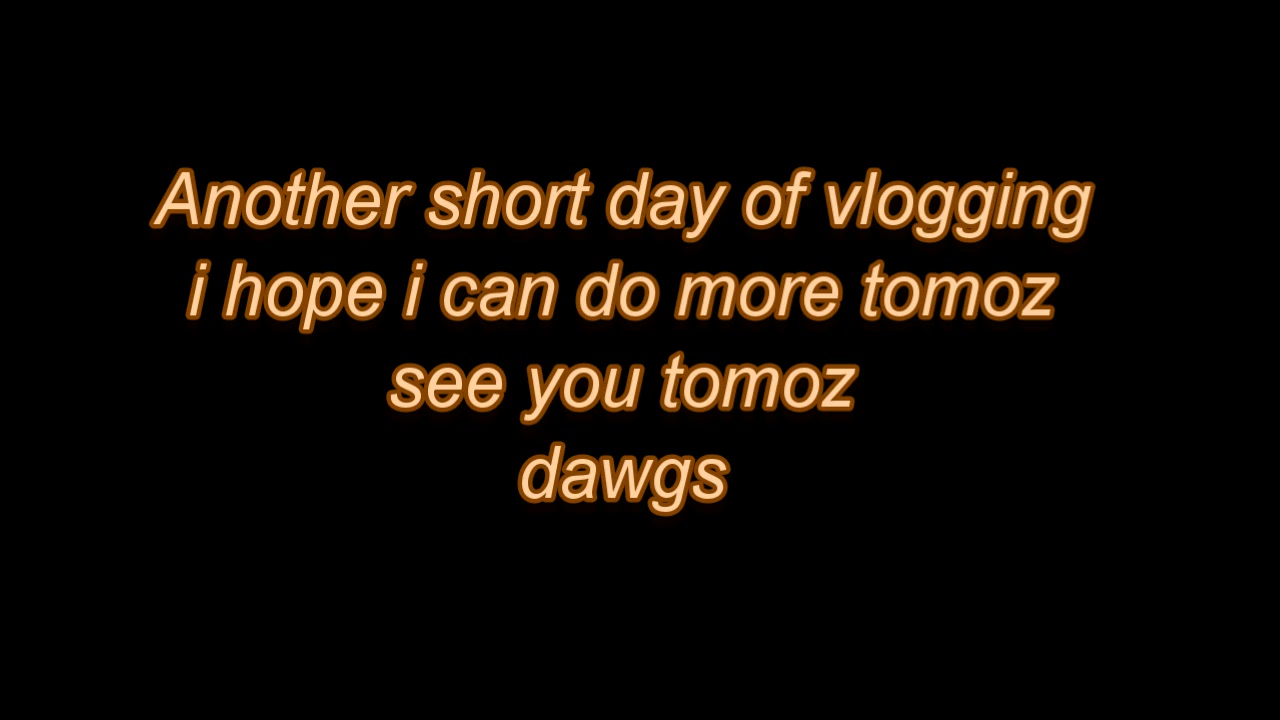 Another short day of vlogging
i hope i can do more tomoz
see you tomoz
dawgs